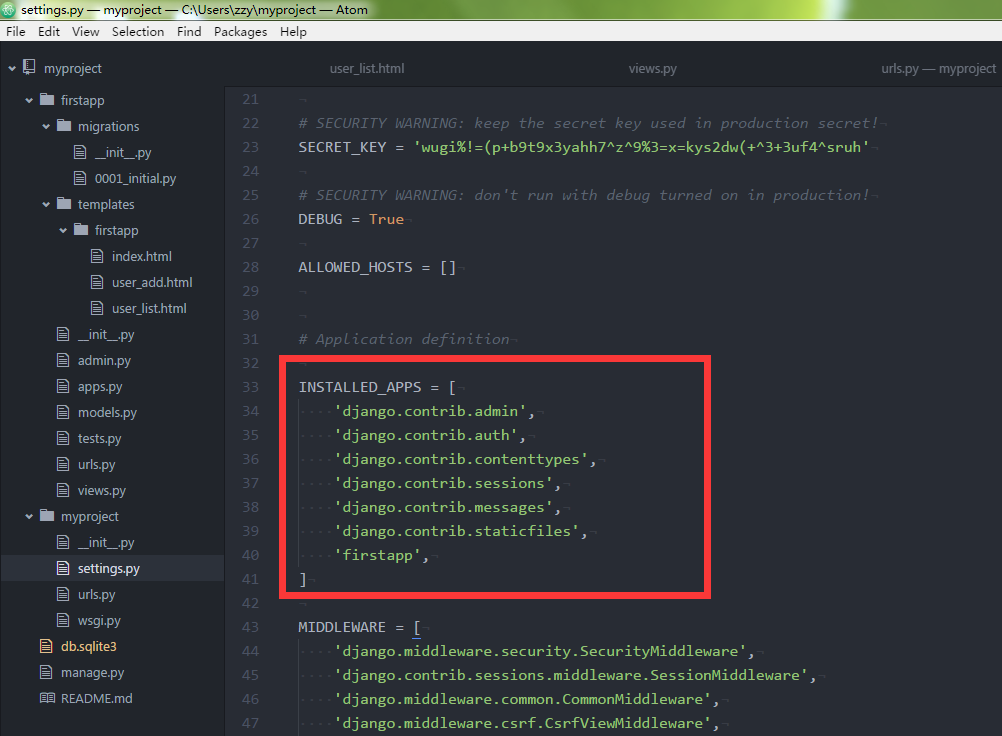 settings.py — myproject — C:\Users\zzy\myproject — Atom
File Edit View Selection Find Packages Help
myproject
firstapp
migrations
__init__.py
0001_initial.py
templates
firstapp
index.html
user_add.html
user_list.html
__init__.py
admin.py
apps.py
models.py
tests.py
urls.py
views.py
myproject
__init__.py
settings.py
urls.py
wsgi.py
db.sqlite3
manage.py
README.md
user_list.html views.py urls.py — myproject
21
22 # SECURITY WARNING: keep the secret key used in production secret!
23 SECRET_KEY = 'wugi%!=(p+b9t9x3yahh7^z^9%3=x=kys2dw(+^3+3uf4^sruh'
24
25 # SECURITY WARNING: don't run with debug turned on in production!
26 DEBUG = True
27
28 ALLOWED_HOSTS = []
29
30
31 # Application definition
32
33 INSTALLED_APPS = [
34 'django.contrib.admin',
35 'django.contrib.auth',
36 'django.contrib.contenttypes',
37 'django.contrib.sessions',
38 'django.contrib.messages',
39 'django.contrib.staticfiles',
40 'firstapp',
41 ]
42
43 MIDDLEWARE = [
44 'django.middleware.security.SecurityMiddleware',
45 'django.contrib.sessions.middleware.SessionMiddleware',
46 'django.middleware.common.CommonMiddleware',
47 'django.middleware.csrf.CsrfViewMiddleware',